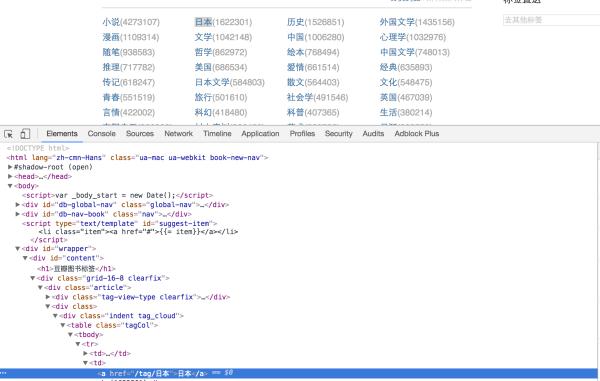 去其他标签
小说(4273107) 日本(1622301) 历史(1526851) 外国文学(1435156)
漫画(1109314) 文学(1042148) 中国(1006280) 心理学(1032976)
随笔(938583) 哲学(862972) 绘本(768494) 中国文学(748013)
推理(717782) 美国(686534) 爱情(661514) 经典(635893)
传记(618247) 日本文学(584803) 散文(564403) 文化(548475)
青春(551519) 旅行(501610) 社会学(491546) 英国(467039)
言情(422002) 科幻(418480) 科普(407365) 生活(380214)
Elements Console Sources Network Timeline Application Profiles Security Audits Adblock Plus
<!DOCTYPE html>
<html lang="zh-cmn-Hans" class="ua-mac ua-webkit book-new-nav">
▶#shadow-root (open)
▶<head>…</head>
▼<body>
<script>var _body_start = new Date();</script>
▶<div id="db-global-nav" class="global-nav">…</div>
▶<div id="db-nav-book" class="nav">…</div>
<script type="text/template" id="suggest-item">
<li class="item"><a href="#">{{= item}}</a></li>
</script>
▼<div id="wrapper">
▼<div id="content">
<h1>豆瓣图书标签</h1>
▼<div class="grid-16-8 clearfix">
▼<div class="article">
▶<div class="tag-view-type clearfix">…</div>
▼<div class>
▼<div class="indent tag_cloud">
▼<table class="tagCol">
▼<tbody>
▼<tr>
▶<td>…</td>
▼<td>
… <a href="/tag/日本">日本</a> == $0